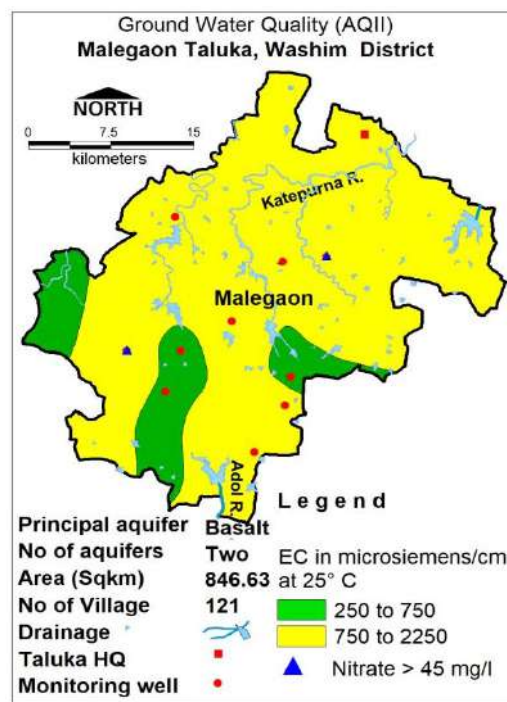 Ground Water Quality (AQII)
Malegaon Taluka, Washim District
NORTH
0 7.5 15
kilometers
Katepurna R.
Malegaon
Adol R.
Legend
Principal aquifer Basalt
No of aquifers Two
Area (Sqkm) 846.63
No of Village 121
Drainage
Taluka HQ
Monitoring well
EC in microsiemens/cm
at 25° C
250 to 750
750 to 2250
Nitrate > 45 mg/l